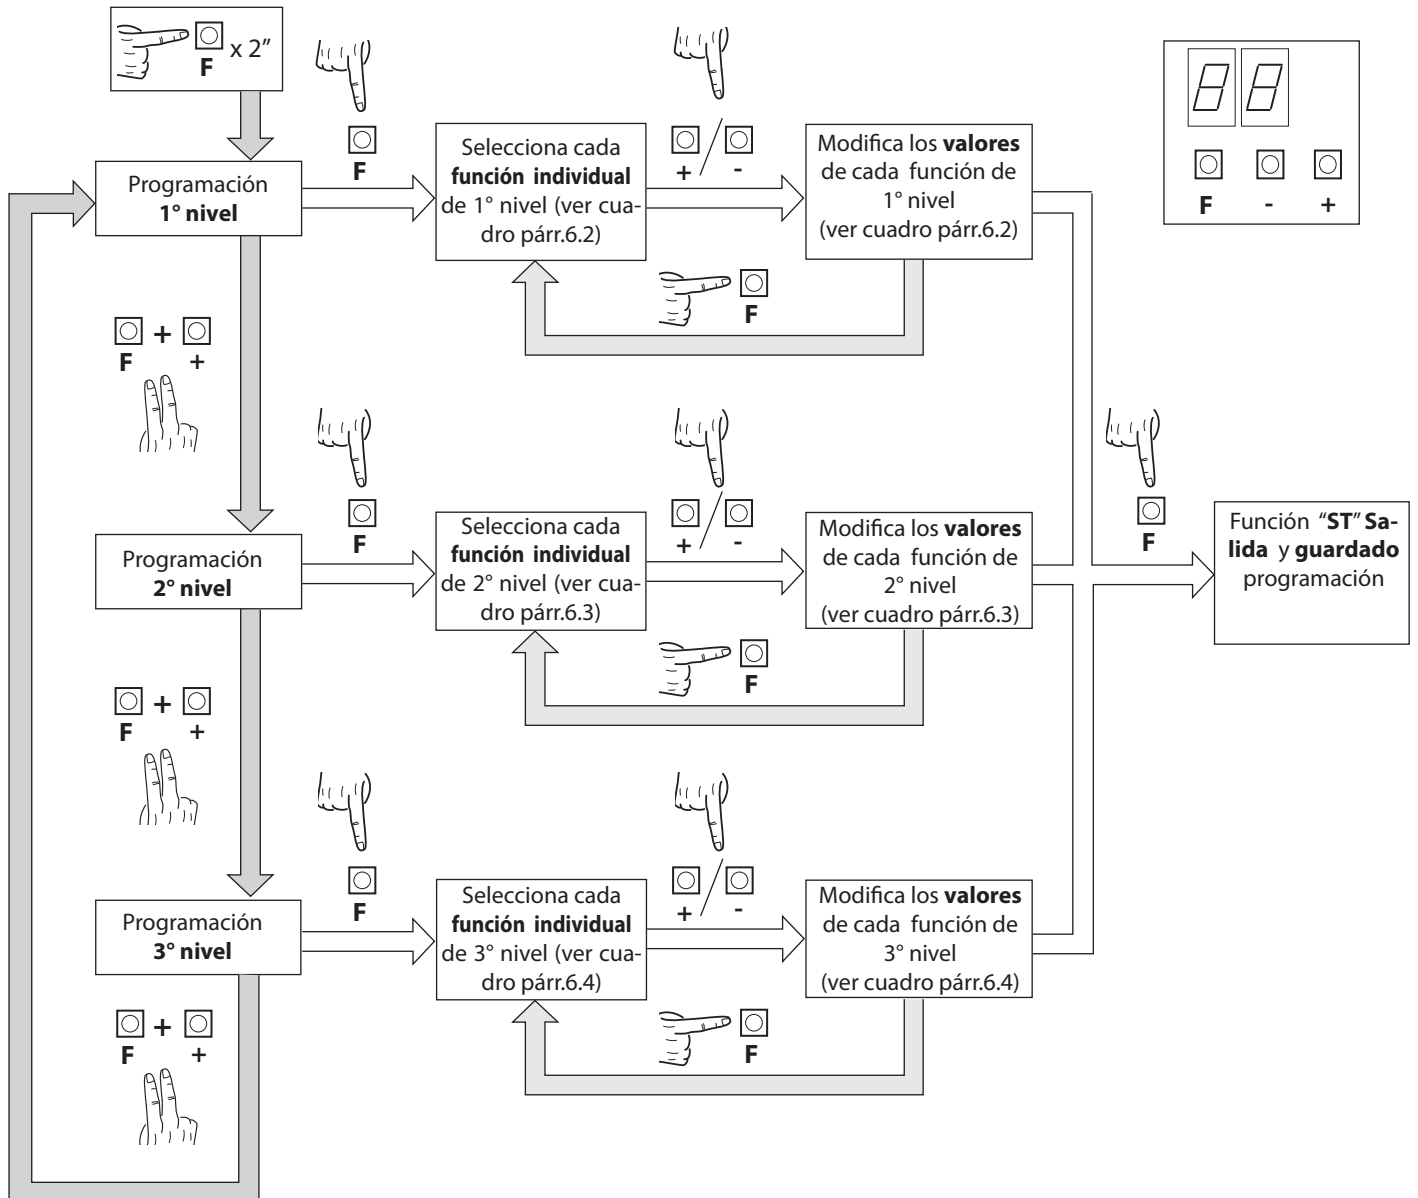 F x 2”
F
+ / -
Programación
1° nivel
Selecciona cada
función individual
de 1° nivel (ver cua-
dro párr.6.2)
Modifica los valores
de cada función de
1° nivel
(ver cuadro párr.6.2)
88
F - +
F
F + +
F
+ / -
F
F
Programación
2° nivel
Selecciona cada
función individual
de 2° nivel (ver cua-
dro párr.6.3)
Modifica los valores
de cada función de
2° nivel
(ver cuadro párr.6.3)
Función “ST” Sa-
lida y guardado
programación
F
F + +
F
+ / -
Programación
3° nivel
Selecciona cada
función individual
de 3° nivel (ver cua-
dro párr.6.4)
Modifica los valores
de cada función de
3° nivel
(ver cuadro párr.6.4)
F
F + +